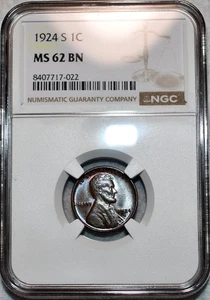 1924 S 1C
MS 62 BN
8407717-022
NUMISMATIC GUARANTY COMPANY
NGC